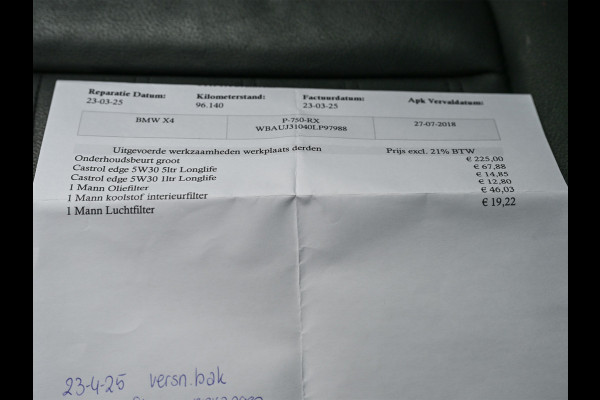 Reparatie Datum: Kilometerstand: Factuurdatum: Apk Vervaldatum:
23-03-25 96.140 23-03-25
BMW X4 P-750-RX 27-07-2018
WBAUJ31040LP97988
Uitgevoerde werkzaamheden werkplaats derden Prijs excl. 21% BTW
Onderhoudsbeurt groot € 225,00
Castrol edge 5W30 5ltr Longlife € 67,88
Castrol edge 5W30 1ltr Longlife € 14,85
1 Mann Oliefilter € 12,80
1 Mann koolstof interieurfilter € 46,03
1 Mann Luchtfilter € 19,22
23-4-25 versn.bak